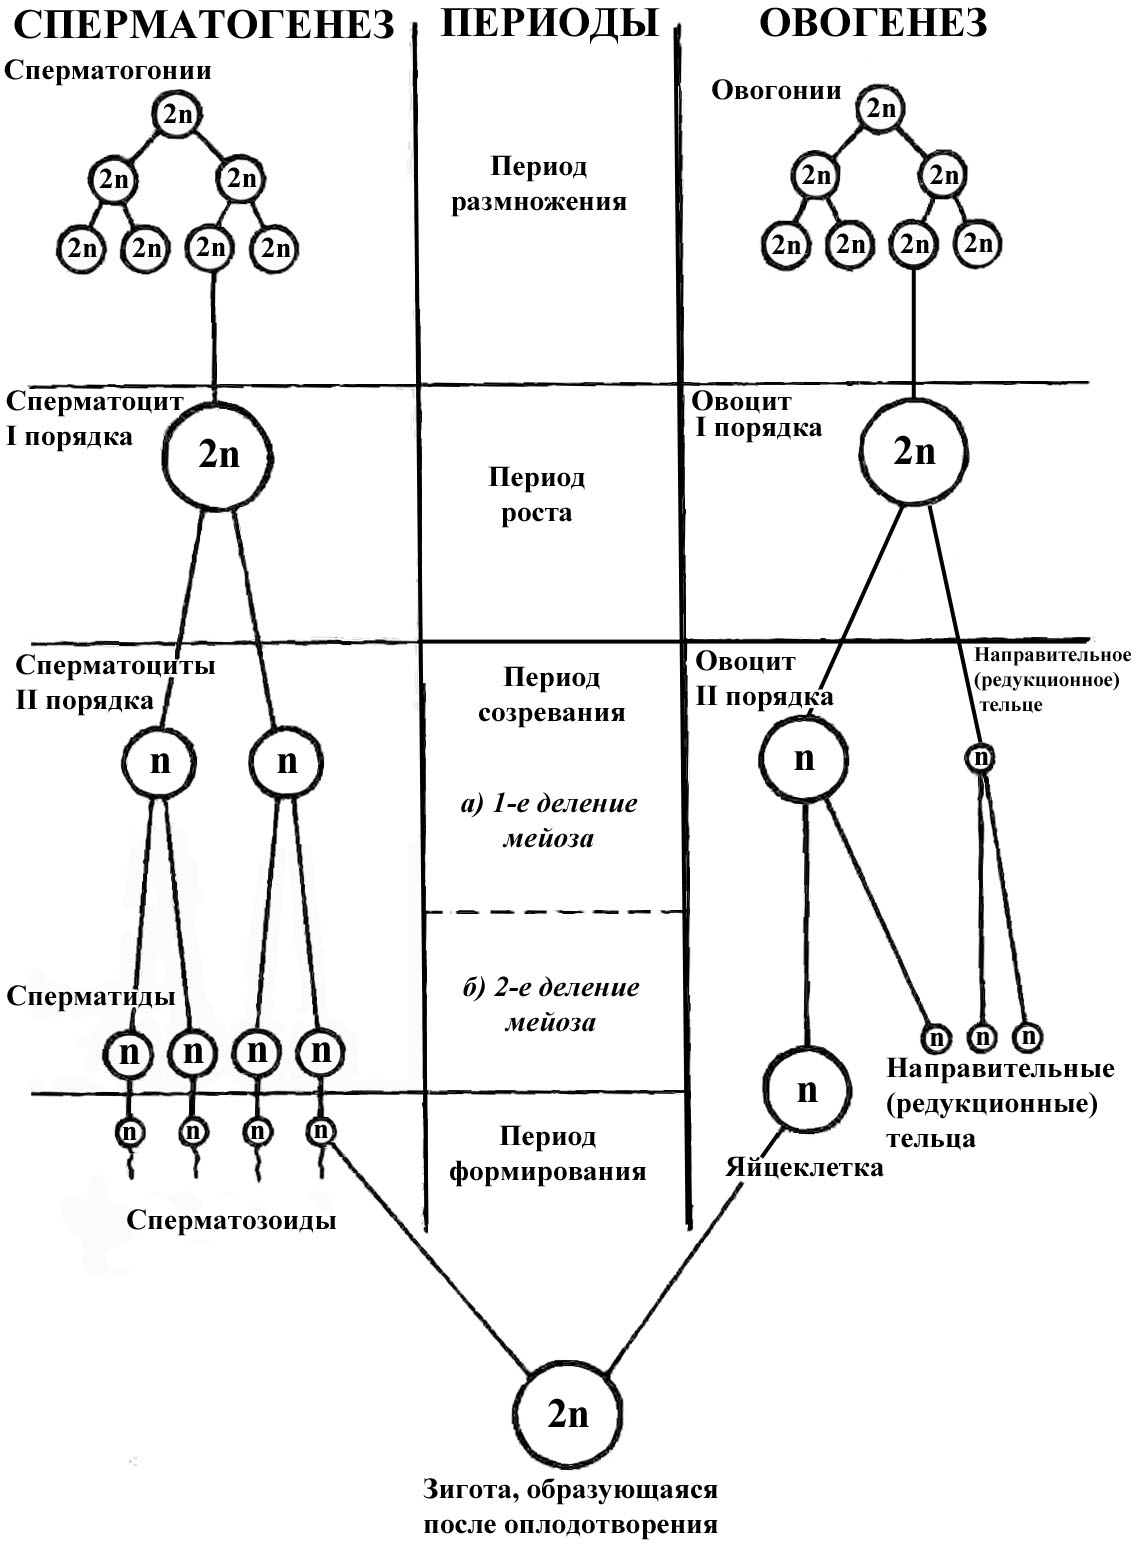 СПЕРМАТОГЕНЕЗ
ПЕРИОДЫ
ОВОГЕНЕЗ
Сперматогонии
2n
2n
2n
2n
2n
2n
2n
Период
размножения
Овогонии
2n
2n
2n
2n
2n
2n
2n
Сперматоцит
I порядка
2n
Период
роста
Овоцит
I порядка
2n
Сперматоциты
II порядка
n
n
Период
созревания
а) 1-е деление
мейоза
Овоцит
II порядка
n
Направительное
(редукционное)
тельце
n
Сперматиды
n
n
n
n
б) 2-е деление
мейоза
n
n
n
Направительные
(редукционные)
тельца
n
Яйцеклетка
n
n
n
n
Сперматозоиды
Период
формирования
2n
Зигота, образующаяся
после оплодотворения